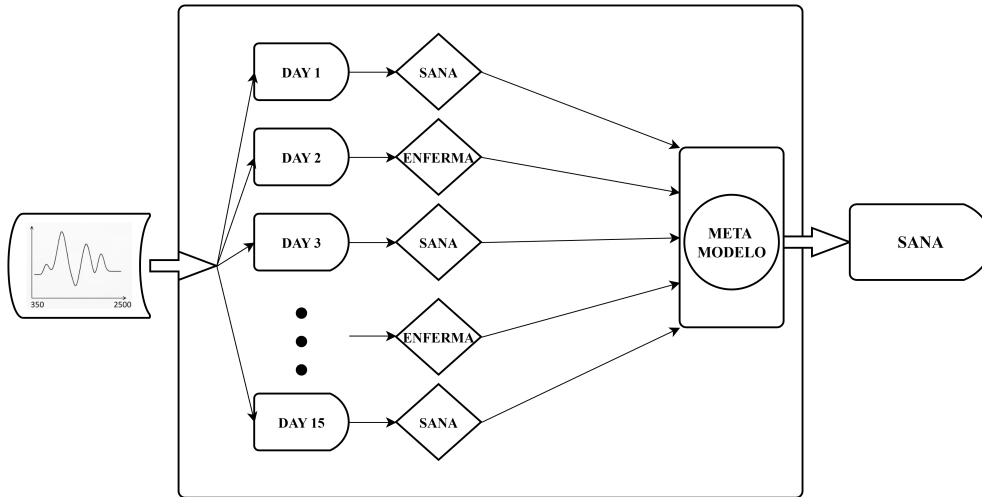 DAY 1
SANA
DAY 2
ENFERMA
DAY 3
SANA
350
2500
META
MODELO
SANA
ENFERMA
DAY 15
SANA